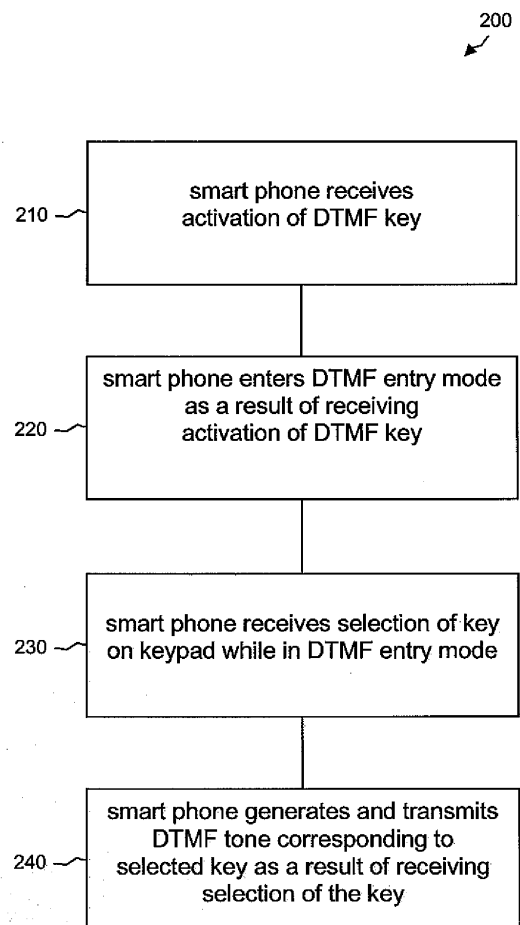 200
210
smart phone receives
activation of DTMF key
220
smart phone enters DTMF entry mode
as a result of receiving
activation of DTMF key
230
smart phone receives selection of key
on keypad while in DTMF entry mode
240
smart phone generates and transmits
DTMF tone corresponding to
selected key as a result of receiving
selection of the key